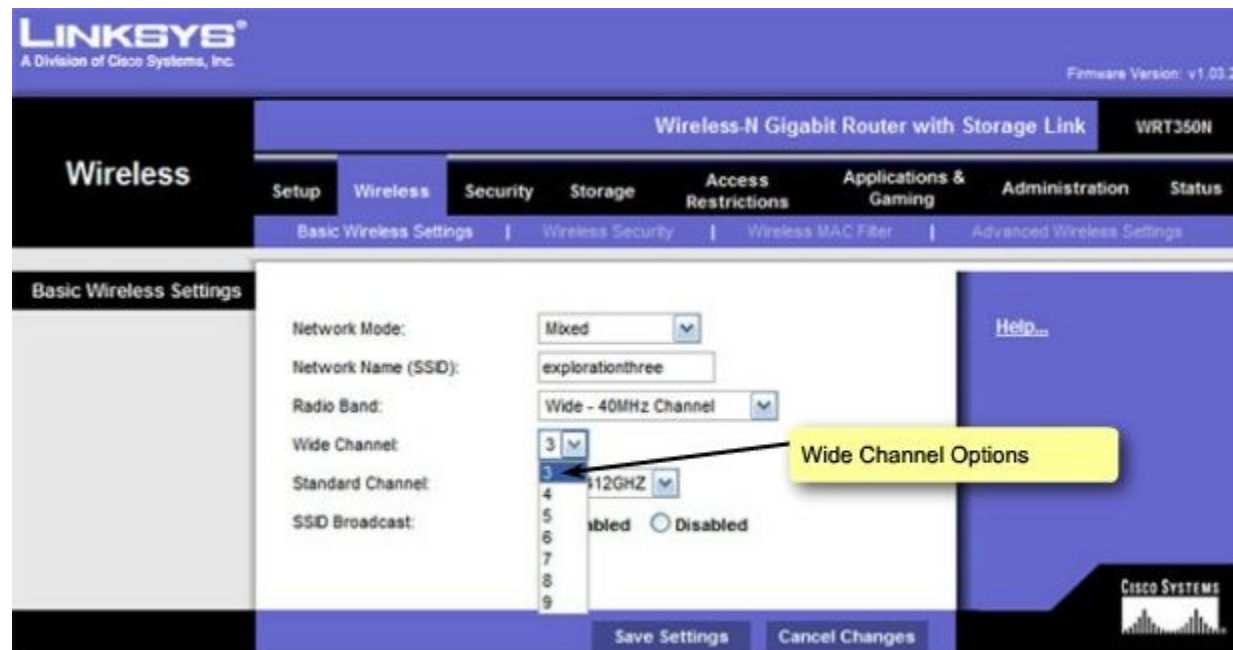 LINKSYS®
A Division of Cisco Systems, Inc.
Firmware Version: v1.03.2
Wireless-N Gigabit Router with Storage Link WRT350N
Wireless
Setup Wireless Security Storage Access Restrictions Applications & Gaming Administration Status
Basic Wireless Settings | Wireless Security | Wireless MAC Filter | Advanced Wireless Settings
Basic Wireless Settings
Help...
Network Mode: Mixed
Network Name (SSID): explorationthree
Radio Band: Wide - 40MHz Channel
Wide Channel: 3
Wide Channel Options
3
4
5
6
7
8
9
Standard Channel: 412GHZ
SSID Broadcast: abled Disabled
CISCO SYSTEMS
Save Settings Cancel Changes